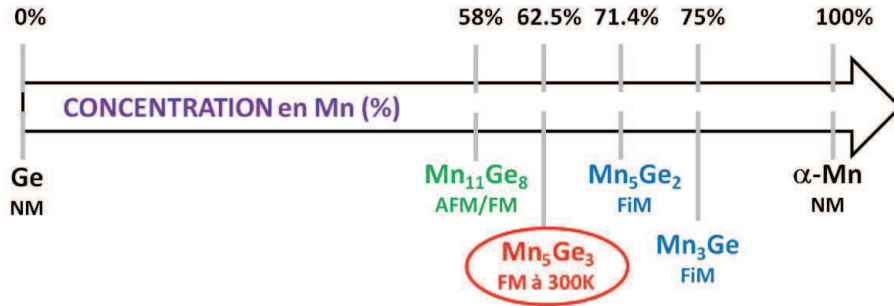 0% 58% 62.5% 71.4% 75% 100%
CONCENTRATION en Mn (%)
Ge
NM
Mn₁₁Ge₈
AFM/FM
Mn₅Ge₂
FiM
α-Mn
NM
Mn₅Ge₃
FM à 300K
Mn₃Ge
FiM